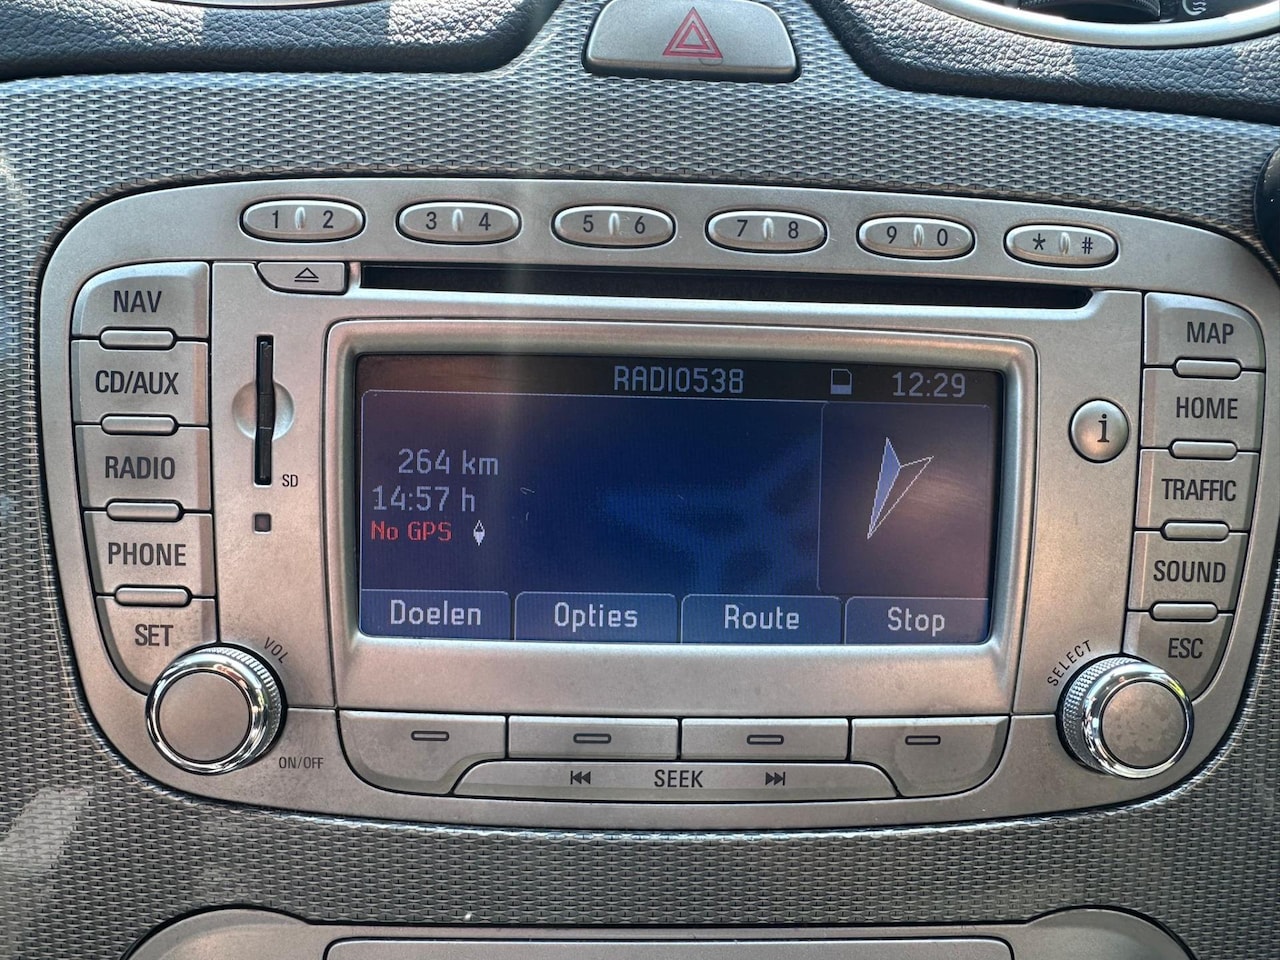 1 2 3 4 5 6 7 8 9 0 * #
NAV
CD/AUX
RADIO
PHONE
SET
VOL
ON/OFF
SD
RADIO538 12:29
264 km
14:57 h
No GPS
Doelen Opties Route Stop
SEEK
i
MAP
HOME
TRAFFIC
SOUND
ESC
SELECT